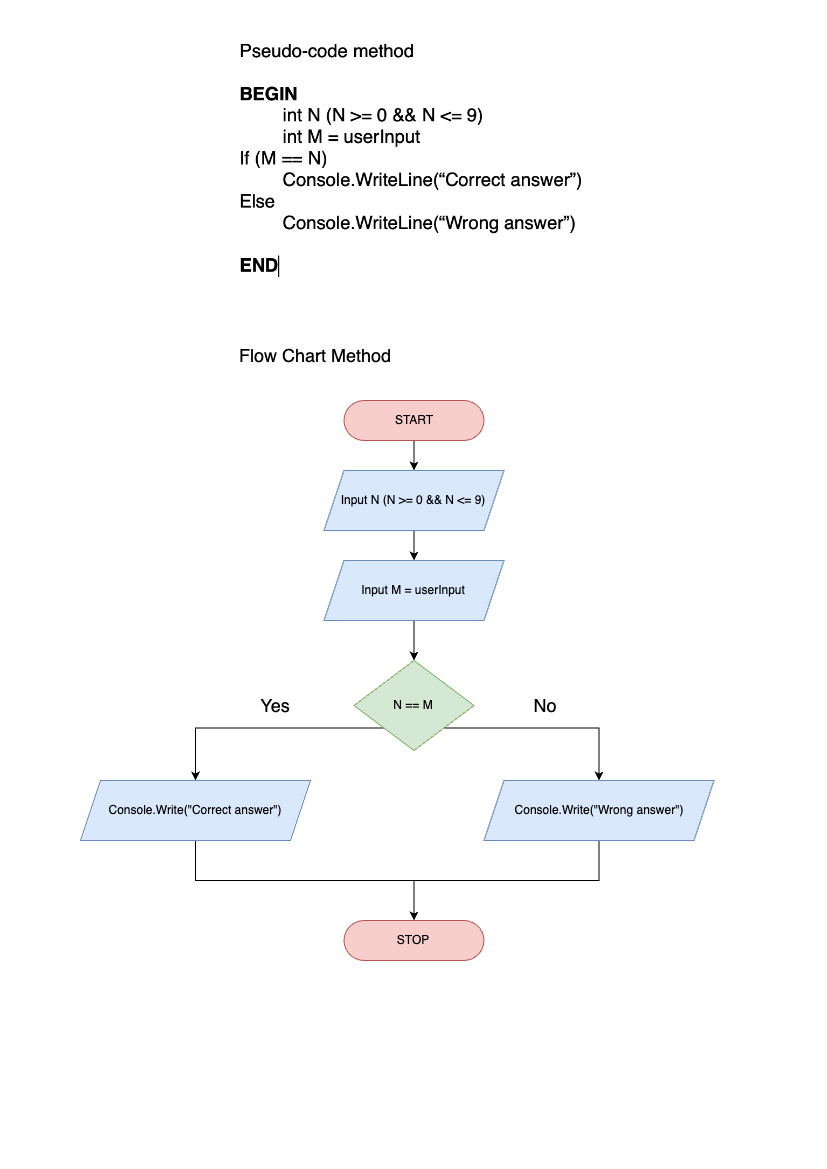 Pseudo-code method
BEGIN
int N (N >= 0 && N <= 9)
int M = userInput
If (M == N)
Console.WriteLine(“Correct answer”)
Else
Console.WriteLine(“Wrong answer”)
END
Flow Chart Method
START
Input N (N >= 0 && N <= 9)
Input M = userInput
N == M
Yes
No
Console.Write("Correct answer")
Console.Write("Wrong answer")
STOP